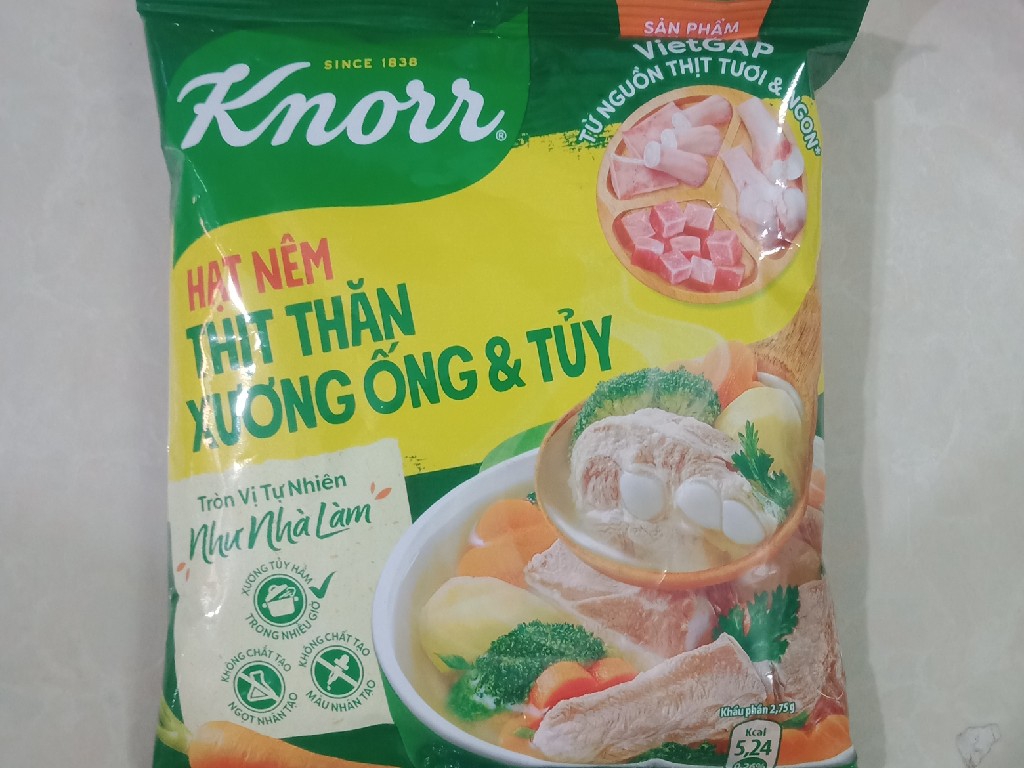 SINCE 1838
Knorr®
SẢN PHẨM
VietGAP
TỪ NGUỒN THỊT TƯƠI & NGON*
HẠT NÊM
THỊT THĂN
XƯƠNG ỐNG & TỦY
Tròn Vị Tự Nhiên
Như Nhà Làm
XƯƠNG TỦY HẦM
TRONG NHIỀU GIỜ
KHÔNG CHẤT TẠO
NGỌT NHÂN TẠO
KHÔNG CHẤT TẠO
MÀU NHÂN TẠO
Khẩu phần 2,75g
Kcal
5,24